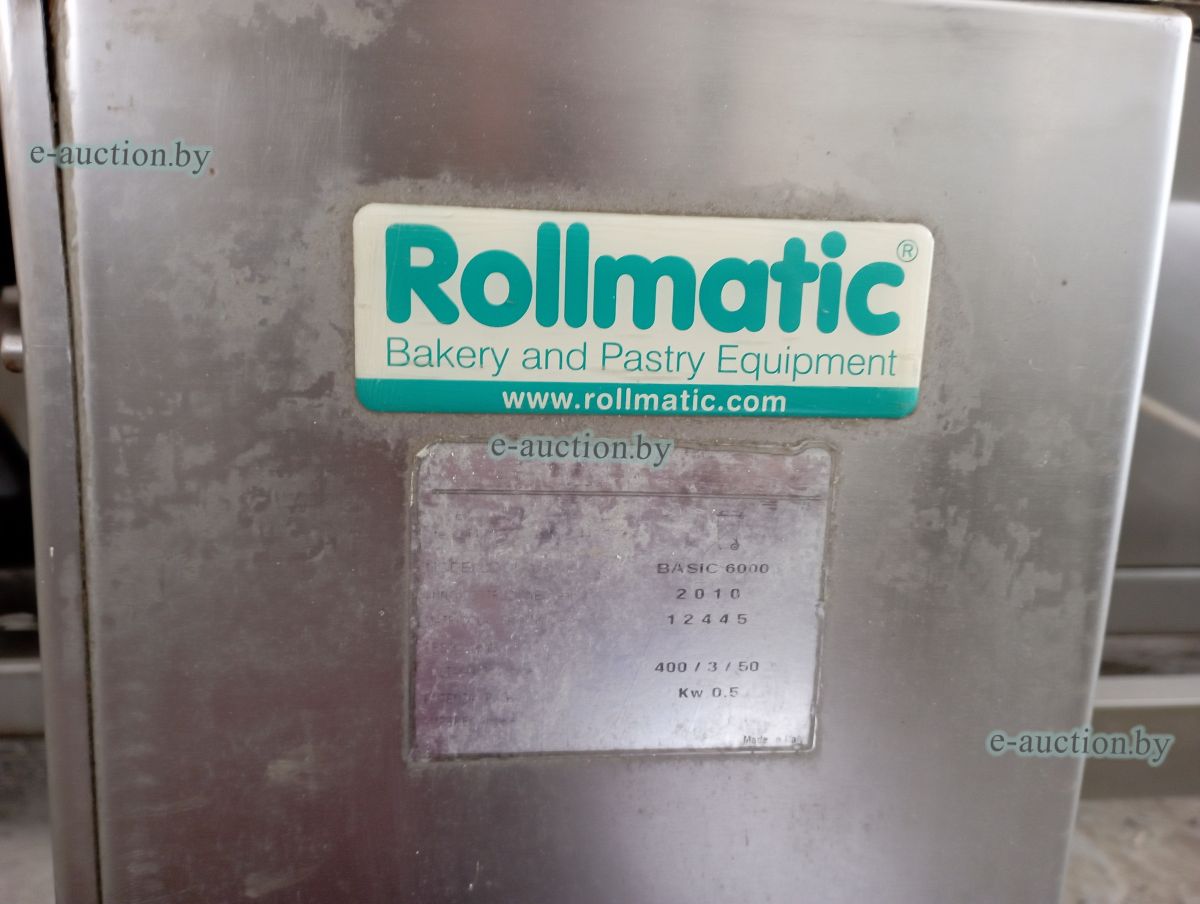 e-auction.by
Rollmatic®
Bakery and Pastry Equipment
www.rollmatic.com
e-auction.by
BASIC 6000
2010
12445
400 / 3 / 50
Kw 0.5
Made
e-auction.by